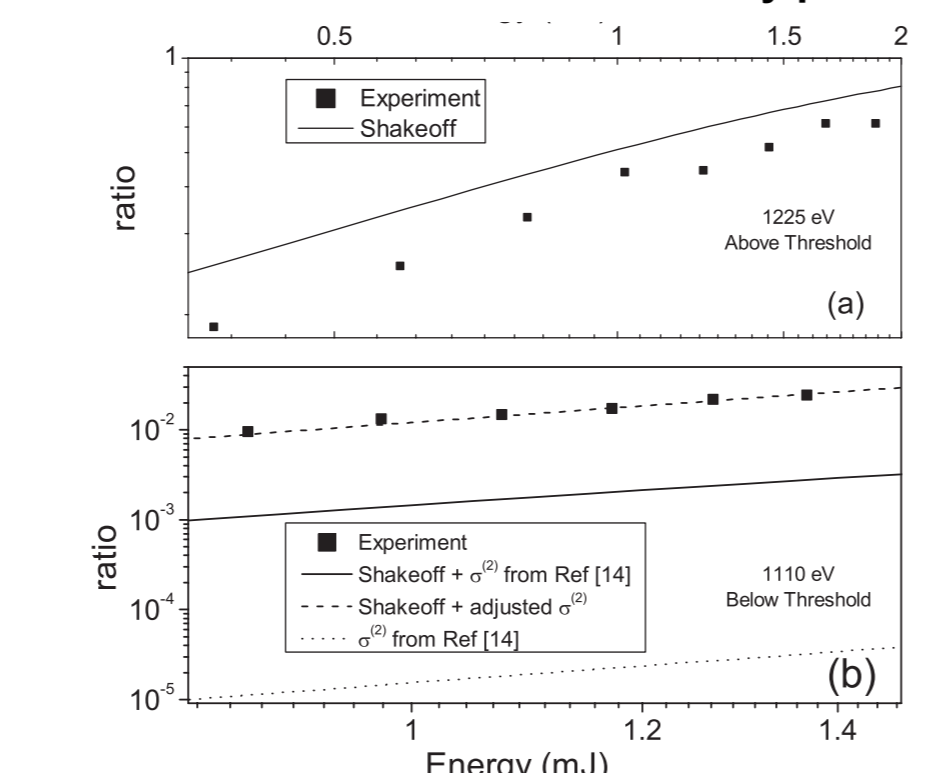 0.5 1 1.5 2
1
Experiment
Shakeoff
ratio
1225 eV
Above Threshold
(a)
10⁻²
10⁻³
10⁻⁴
10⁻⁵
ratio
Experiment
Shakeoff + σ⁽²⁾ from Ref [14]
Shakeoff + adjusted σ⁽²⁾
σ⁽²⁾ from Ref [14]
1110 eV
Below Threshold
(b)
1 1.2 1.4
Energy (mJ)